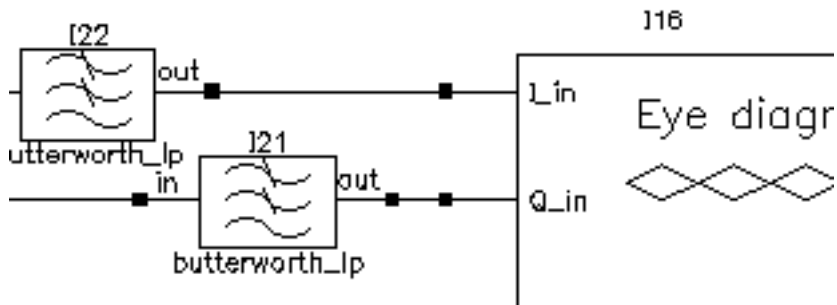 I22
I16
out
I_in
Eye diagr
utterworth_lp
I21
in
out
Q_in
butterworth_lp